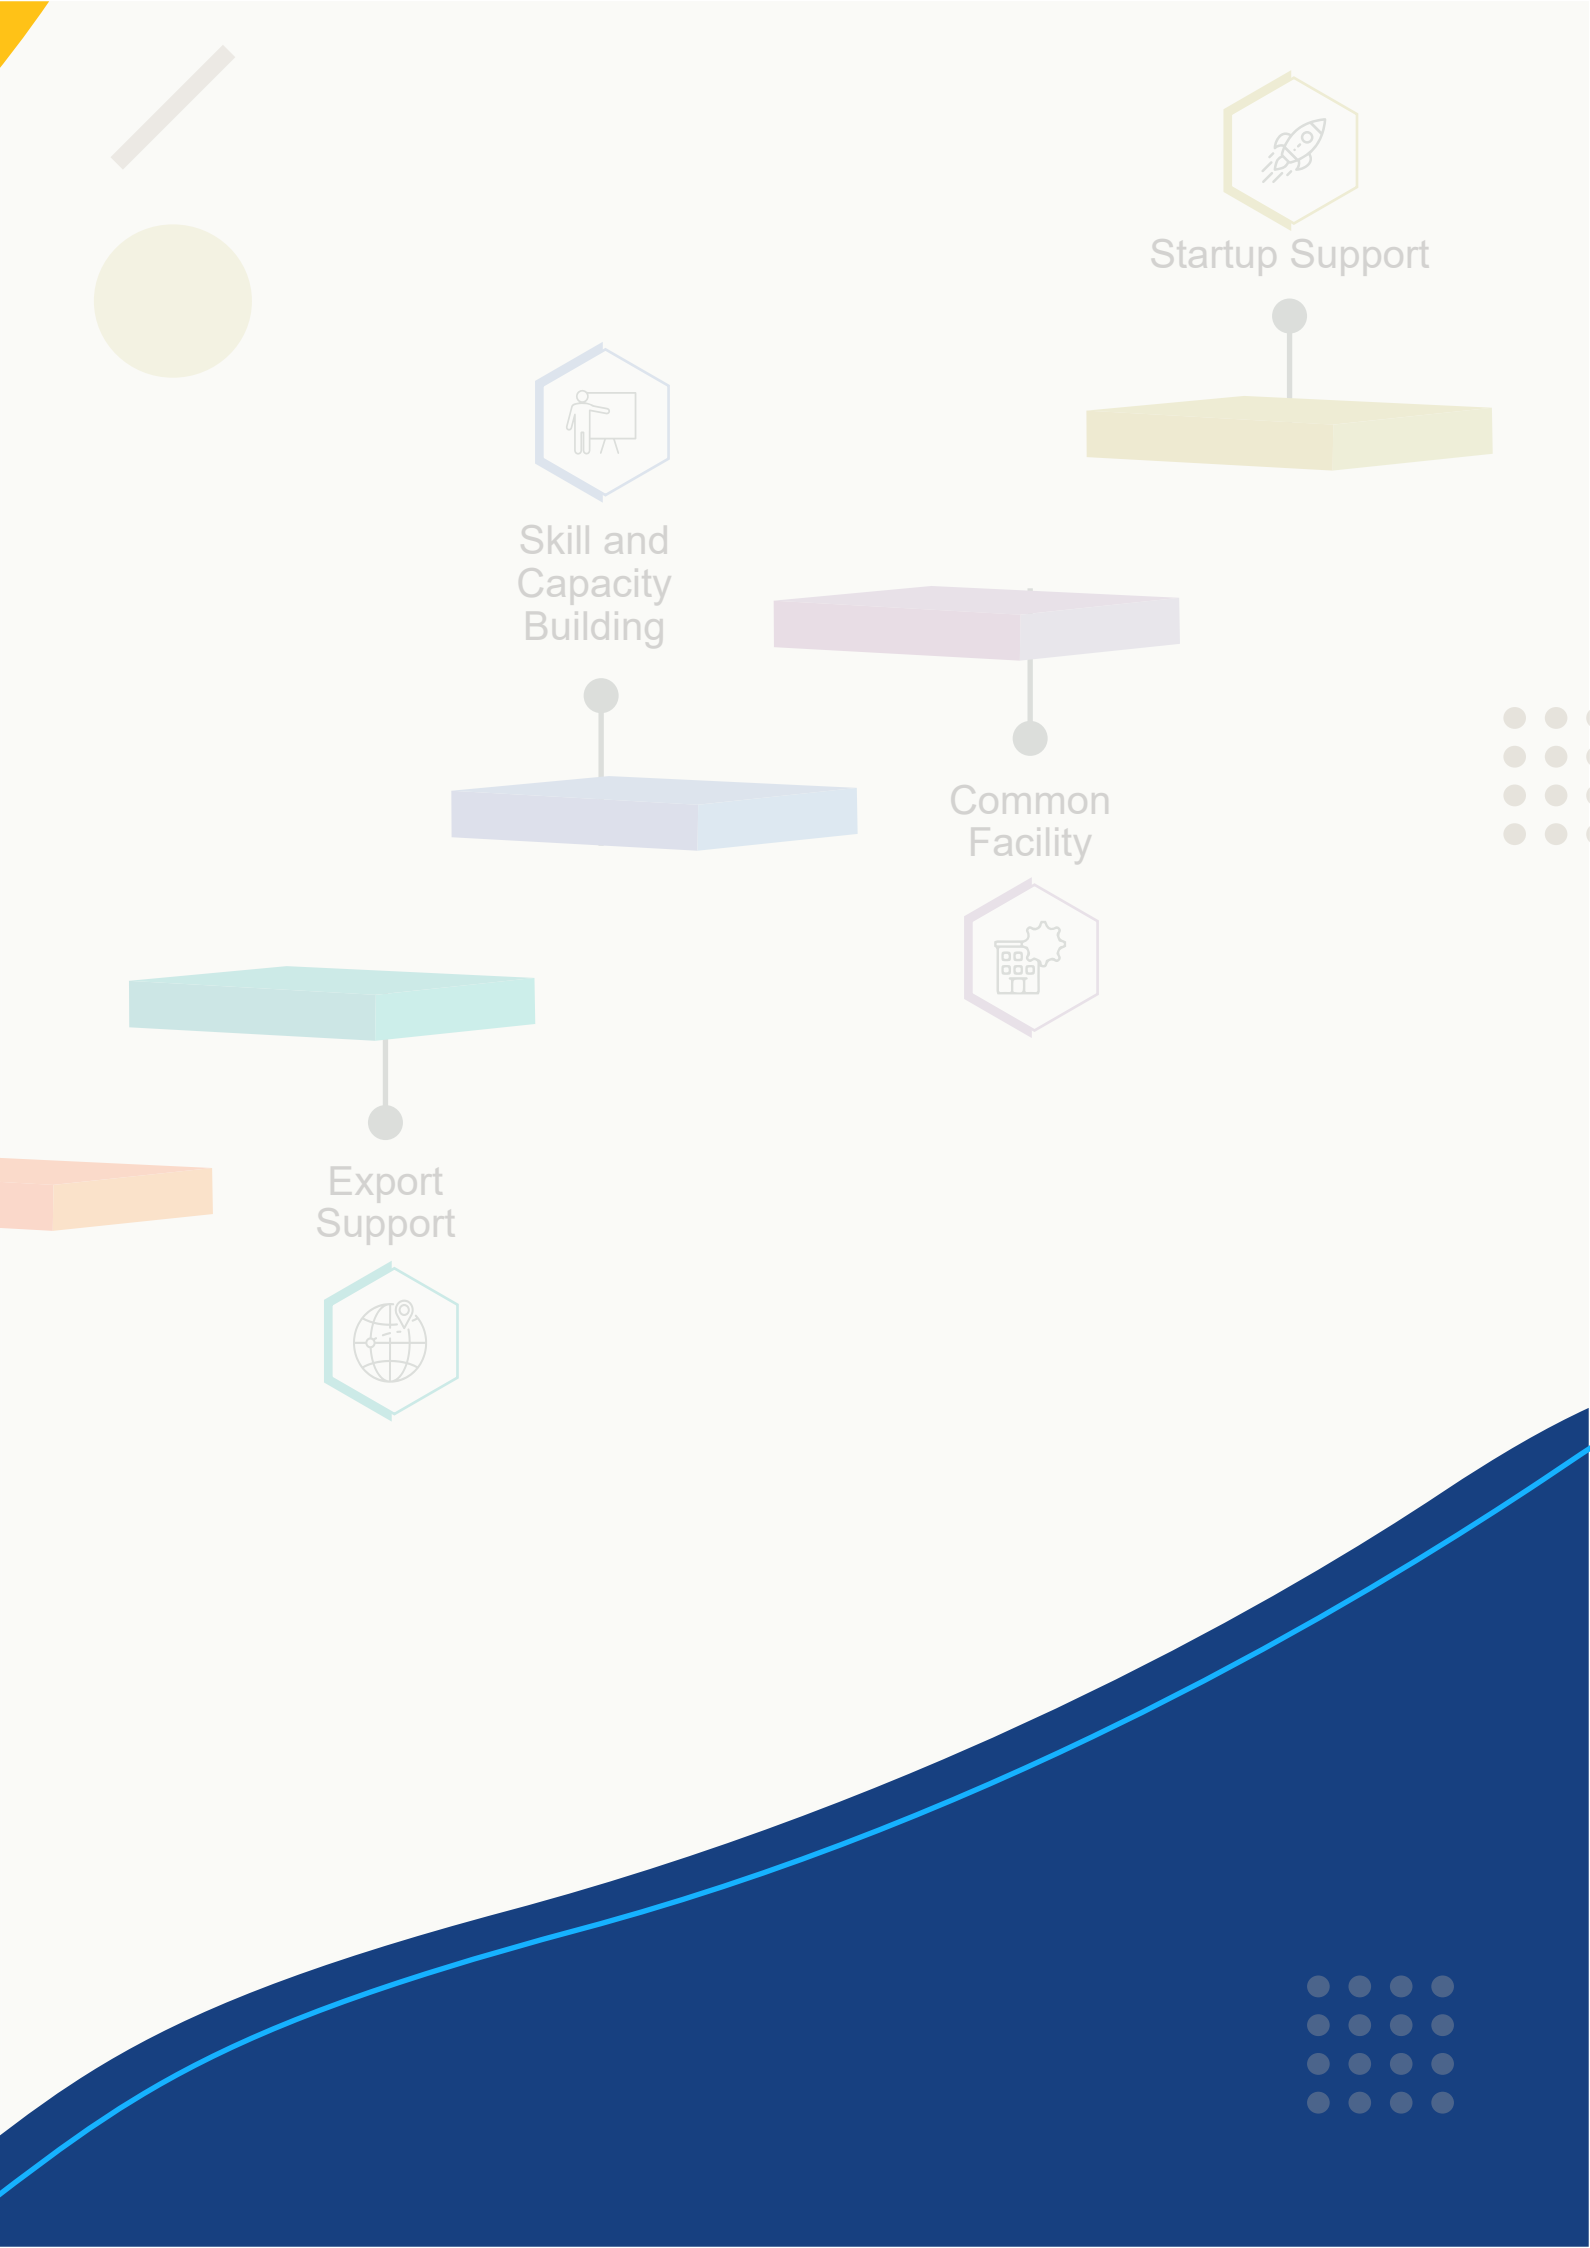 Startup Support
Skill and
Capacity
Building
Common
Facility
Export
Support